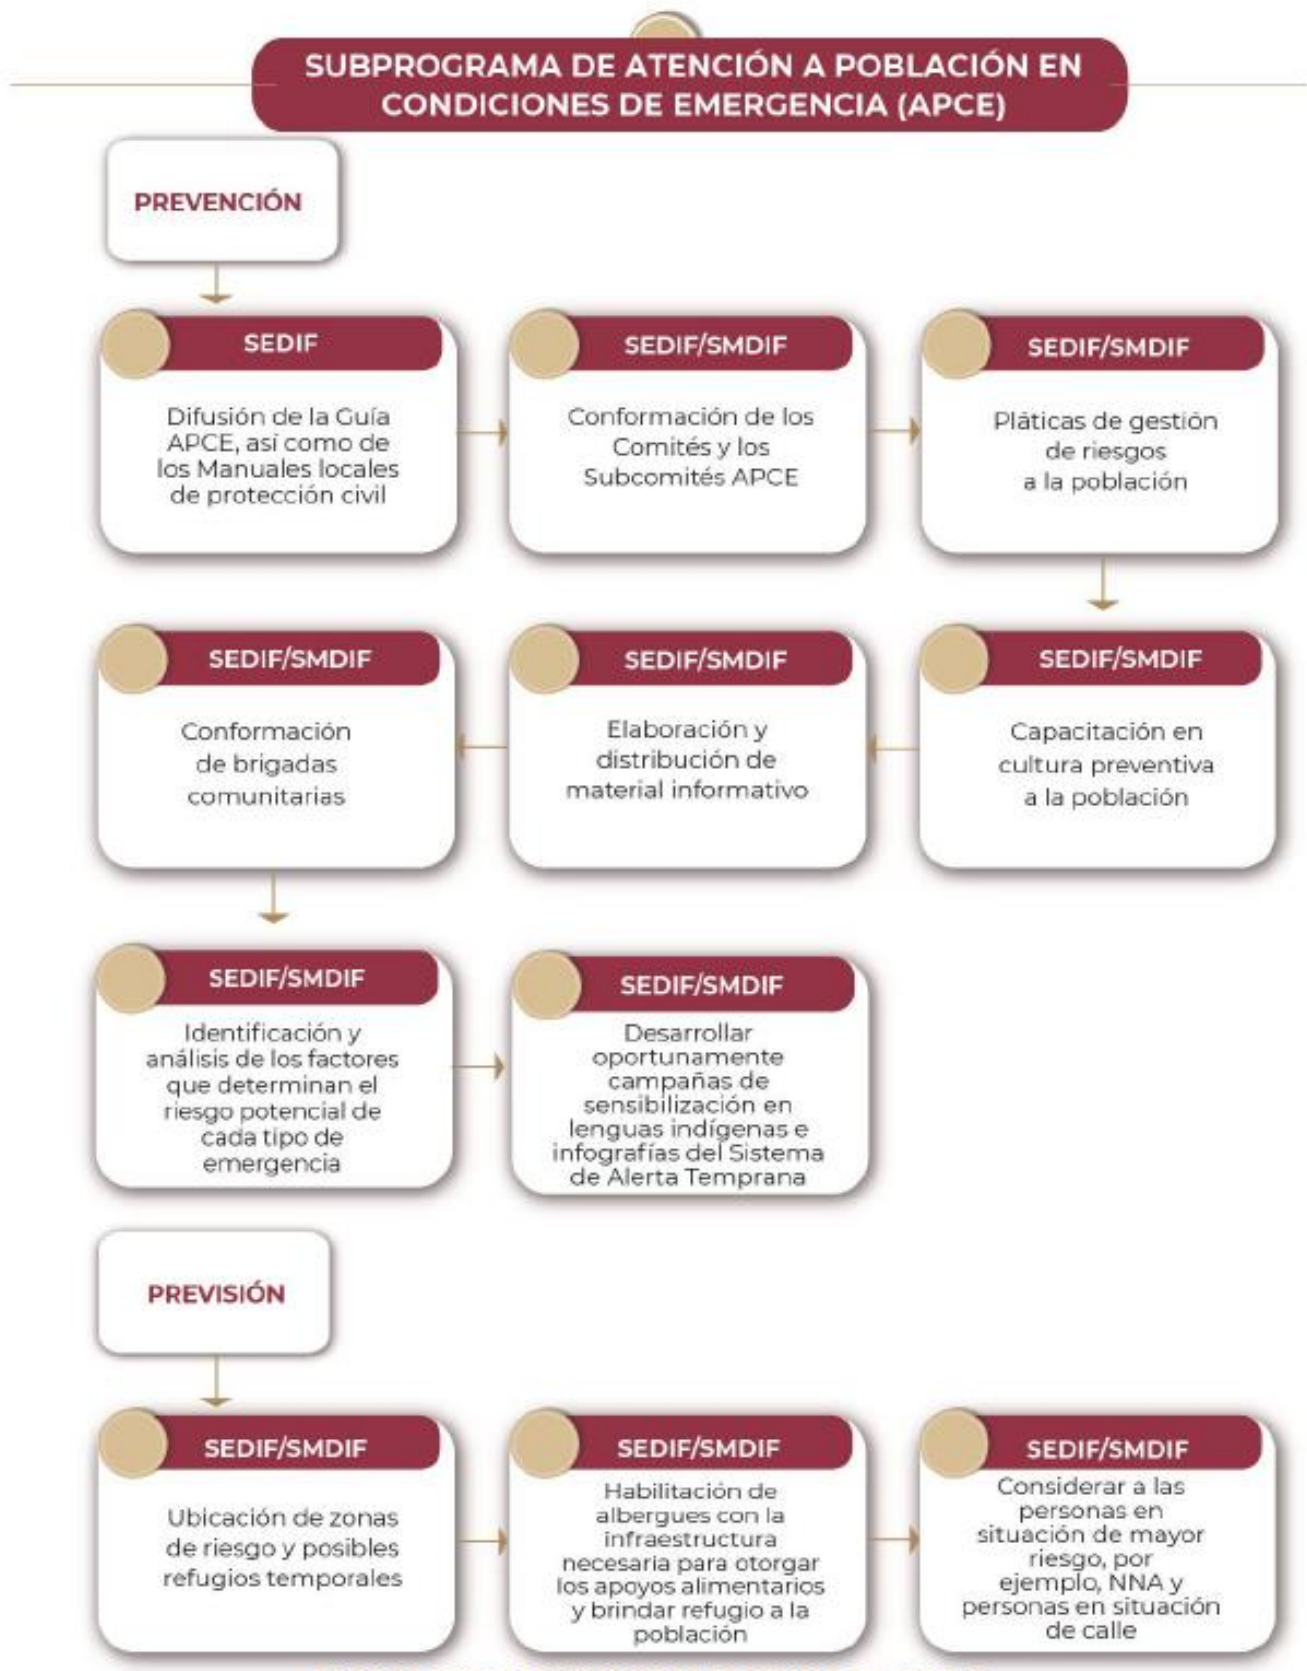 SUBPROGRAMA DE ATENCIÓN A POBLACIÓN EN
CONDICIONES DE EMERGENCIA (APCE)
PREVENCIÓN
SEDIF
Difusión de la Guía
APCE, así como de
los Manuales locales
de protección civil
SEDIF/SMDIF
Conformación de los
Comités y los
Subcomités APCE
SEDIF/SMDIF
Pláticas de gestión
de riesgos
a la población
SEDIF/SMDIF
Conformación
de brigadas
comunitarias
SEDIF/SMDIF
Elaboración y
distribución de
material informativo
SEDIF/SMDIF
Capacitación en
cultura preventiva
a la población
SEDIF/SMDIF
Identificación y
análisis de los factores
que determinan el
riesgo potencial de
cada tipo de
emergencia
SEDIF/SMDIF
Desarrollar
oportunamente
campañas de
sensibilización en
lenguas indígenas e
infografías del Sistema
de Alerta Temprana
PREVISIÓN
SEDIF/SMDIF
Ubicación de zonas
de riesgo y posibles
refugios temporales
SEDIF/SMDIF
Habilitación de
albergues con la
infraestructura
necesaria para otorgar
los apoyos alimentarios
y brindar refugio a la
población
SEDIF/SMDIF
Considerar a las
personas en
situación de mayor
riesgo, por
ejemplo, NNA y
personas en situación
de calle